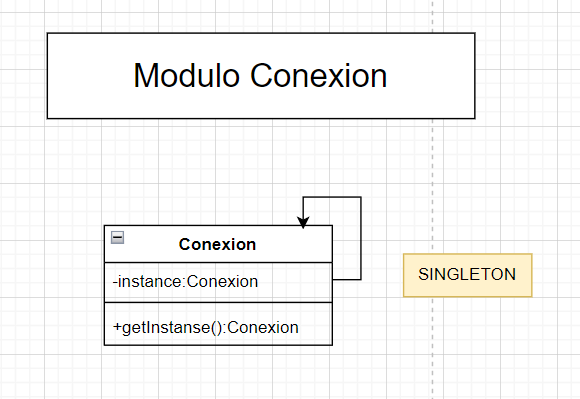 Modulo Conexion
Conexion
-instance:Conexion
SINGLETON
+getInstanse():Conexion